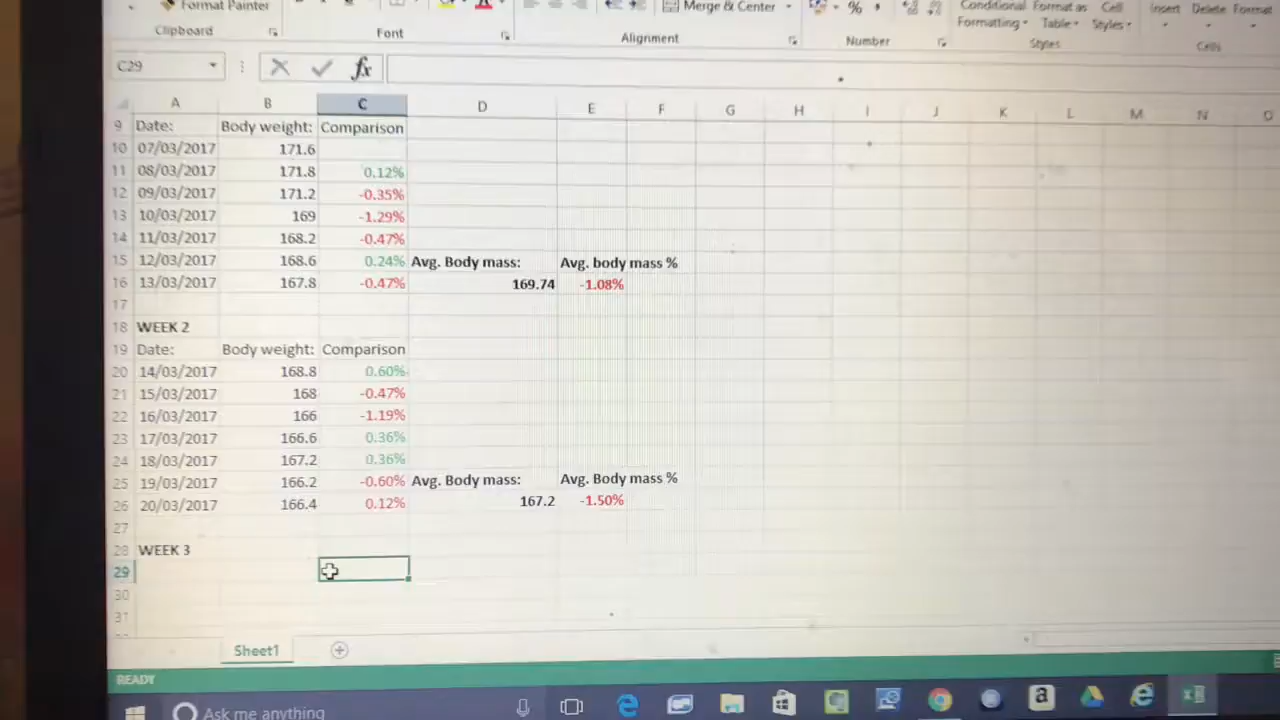 Format Painter Merge & Center % Conditional Format as Cell Insert Delete Format
Formatting Table Styles
Clipboard Font Alignment Number Styles Cells
C29 fx
A B C D E F G H I J K L M N O
9 Date: Body weight: Comparison
10 07/03/2017 171.6
11 08/03/2017 171.8 0.12%
12 09/03/2017 171.2 -0.35%
13 10/03/2017 169 -1.29%
14 11/03/2017 168.2 -0.47%
15 12/03/2017 168.6 0.24% Avg. Body mass: Avg. body mass %
16 13/03/2017 167.8 -0.47% 169.74 -1.08%
17
18 WEEK 2
19 Date: Body weight: Comparison
20 14/03/2017 168.8 0.60%
21 15/03/2017 168 -0.47%
22 16/03/2017 166 -1.19%
23 17/03/2017 166.6 0.36%
24 18/03/2017 167.2 0.36%
25 19/03/2017 166.2 -0.60% Avg. Body mass: Avg. Body mass %
26 20/03/2017 166.4 0.12% 167.2 -1.50%
27
28 WEEK 3
29
30
31
Sheet1
READY
Ask me anything